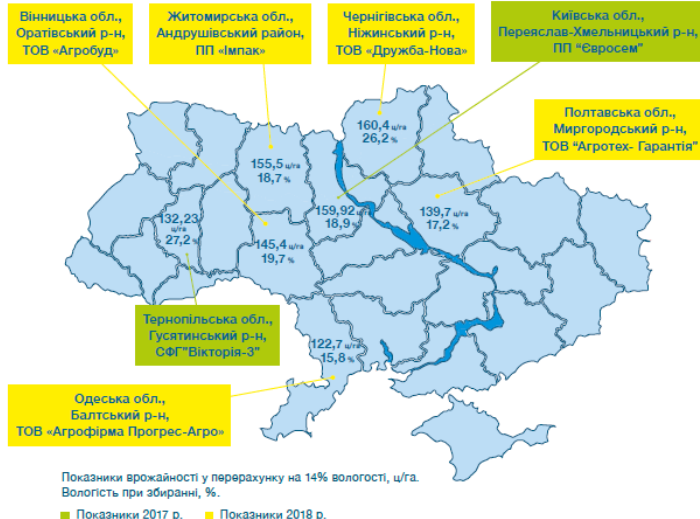 Вінницька обл.,
Оратівський р-н,
ТОВ «Агробуд»
Житомирська обл.,
Андрушівський район,
ПП «Імпак»
Чернігівська обл.,
Ніжинський р-н,
ТОВ «Дружба-Нова»
Київська обл.,
Переяслав-Хмельницький р-н,
ПП “Євросем”
Полтавська обл.,
Миргородський р-н,
ТОВ “Агротех- Гарантія”
160,4 ц/га
26,2 %
155,5 ц/га
18,7 %
159,92 ц/га
18,9 %
139,7 ц/га
17,2 %
132,23
ц/га
27,2 %
145,4 ц/га
19,7 %
Тернопільська обл.,
Гусятинський р-н,
СФГ"Вікторія-3"
122,7 ц/га
15,8 %
Одеська обл.,
Балтський р-н,
ТОВ «Агрофірма Прогрес-Агро»
Показники врожайності у перерахунку на 14% вологості, ц/га.
Вологість при збиранні, %.
Показники 2017 р. Показники 2018 р.